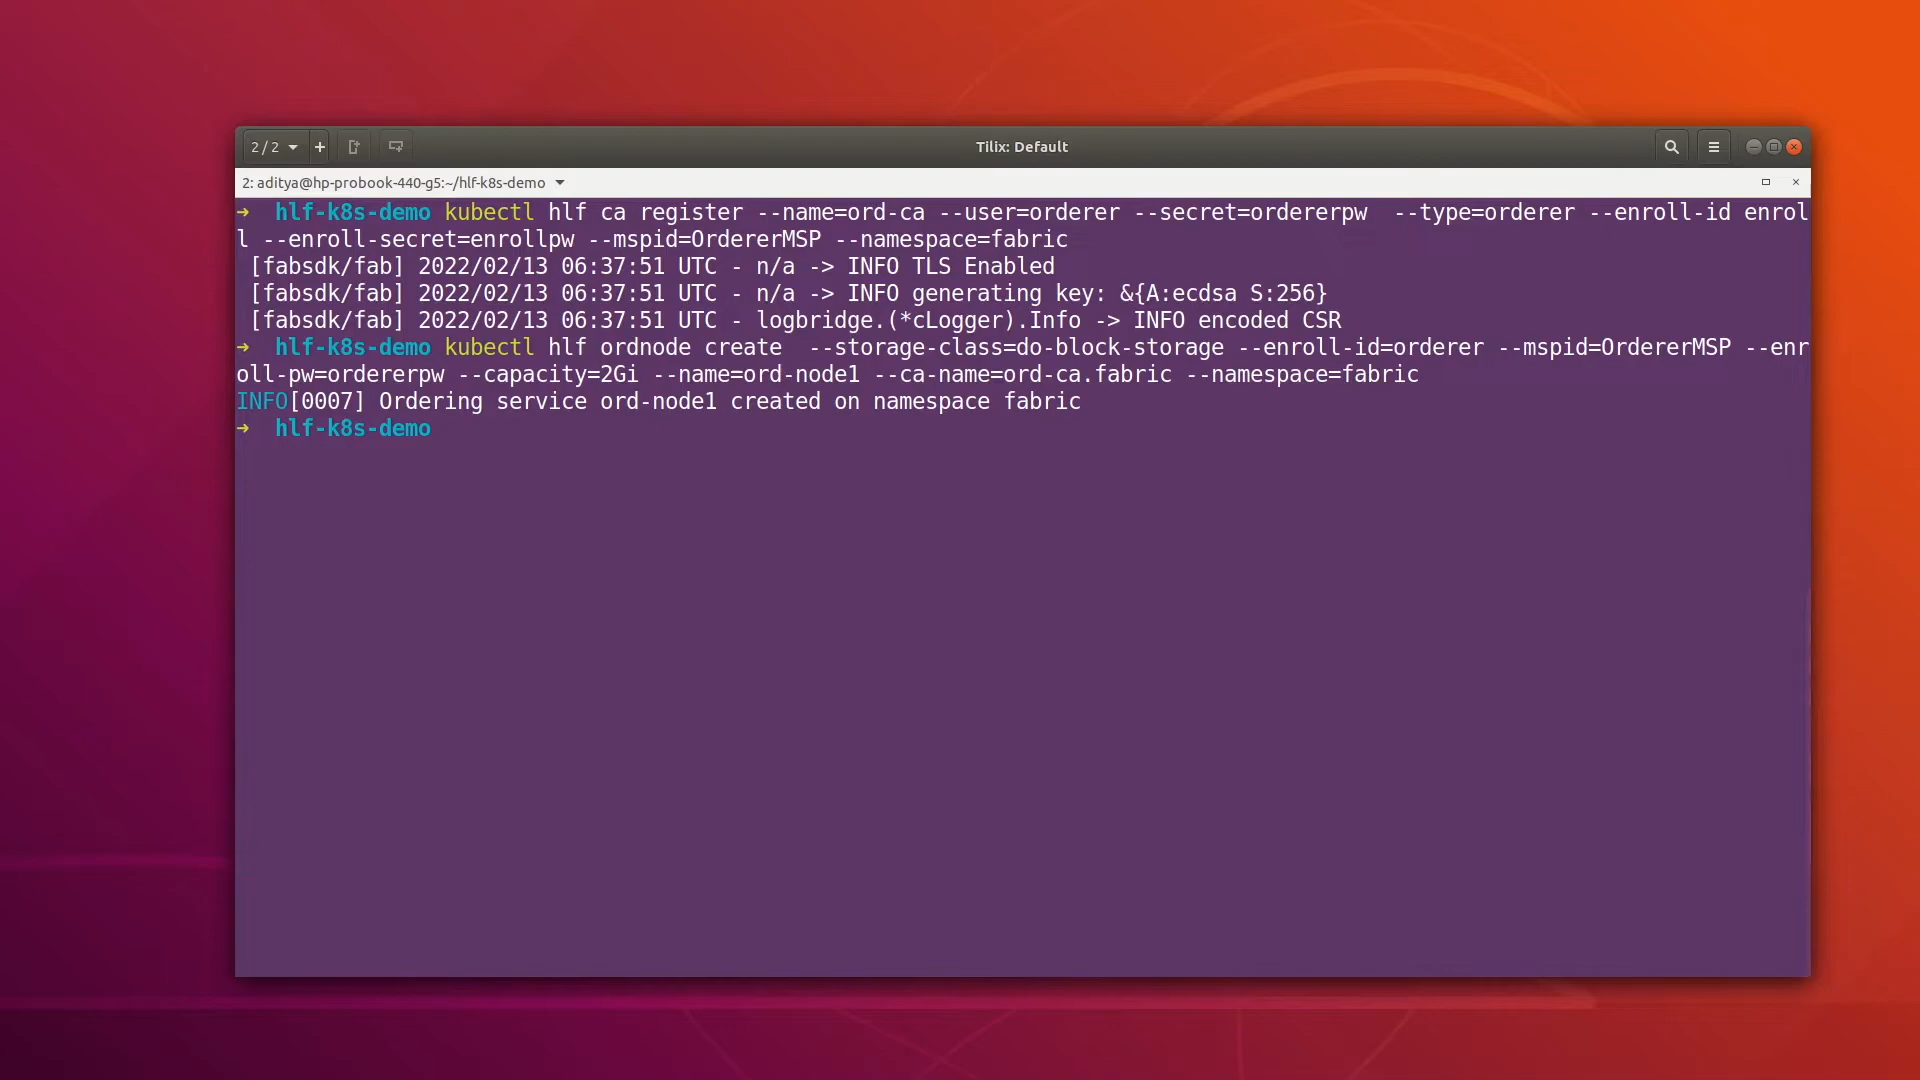 2 / 2
Tilix: Default
2: aditya@hp-probook-440-g5:~/hlf-k8s-demo
➜  hlf-k8s-demo kubectl hlf ca register --name=ord-ca --user=orderer --secret=ordererpw  --type=orderer --enroll-id enrol
l --enroll-secret=enrollpw --mspid=OrdererMSP --namespace=fabric
 [fabsdk/fab] 2022/02/13 06:37:51 UTC - n/a -> INFO TLS Enabled
 [fabsdk/fab] 2022/02/13 06:37:51 UTC - n/a -> INFO generating key: &{A:ecdsa S:256}
 [fabsdk/fab] 2022/02/13 06:37:51 UTC - logbridge.(*cLogger).Info -> INFO encoded CSR
➜  hlf-k8s-demo kubectl hlf ordnode create  --storage-class=do-block-storage --enroll-id=orderer --mspid=OrdererMSP --enr
oll-pw=ordererpw --capacity=2Gi --name=ord-node1 --ca-name=ord-ca.fabric --namespace=fabric
INFO[0007] Ordering service ord-node1 created on namespace fabric
➜  hlf-k8s-demo